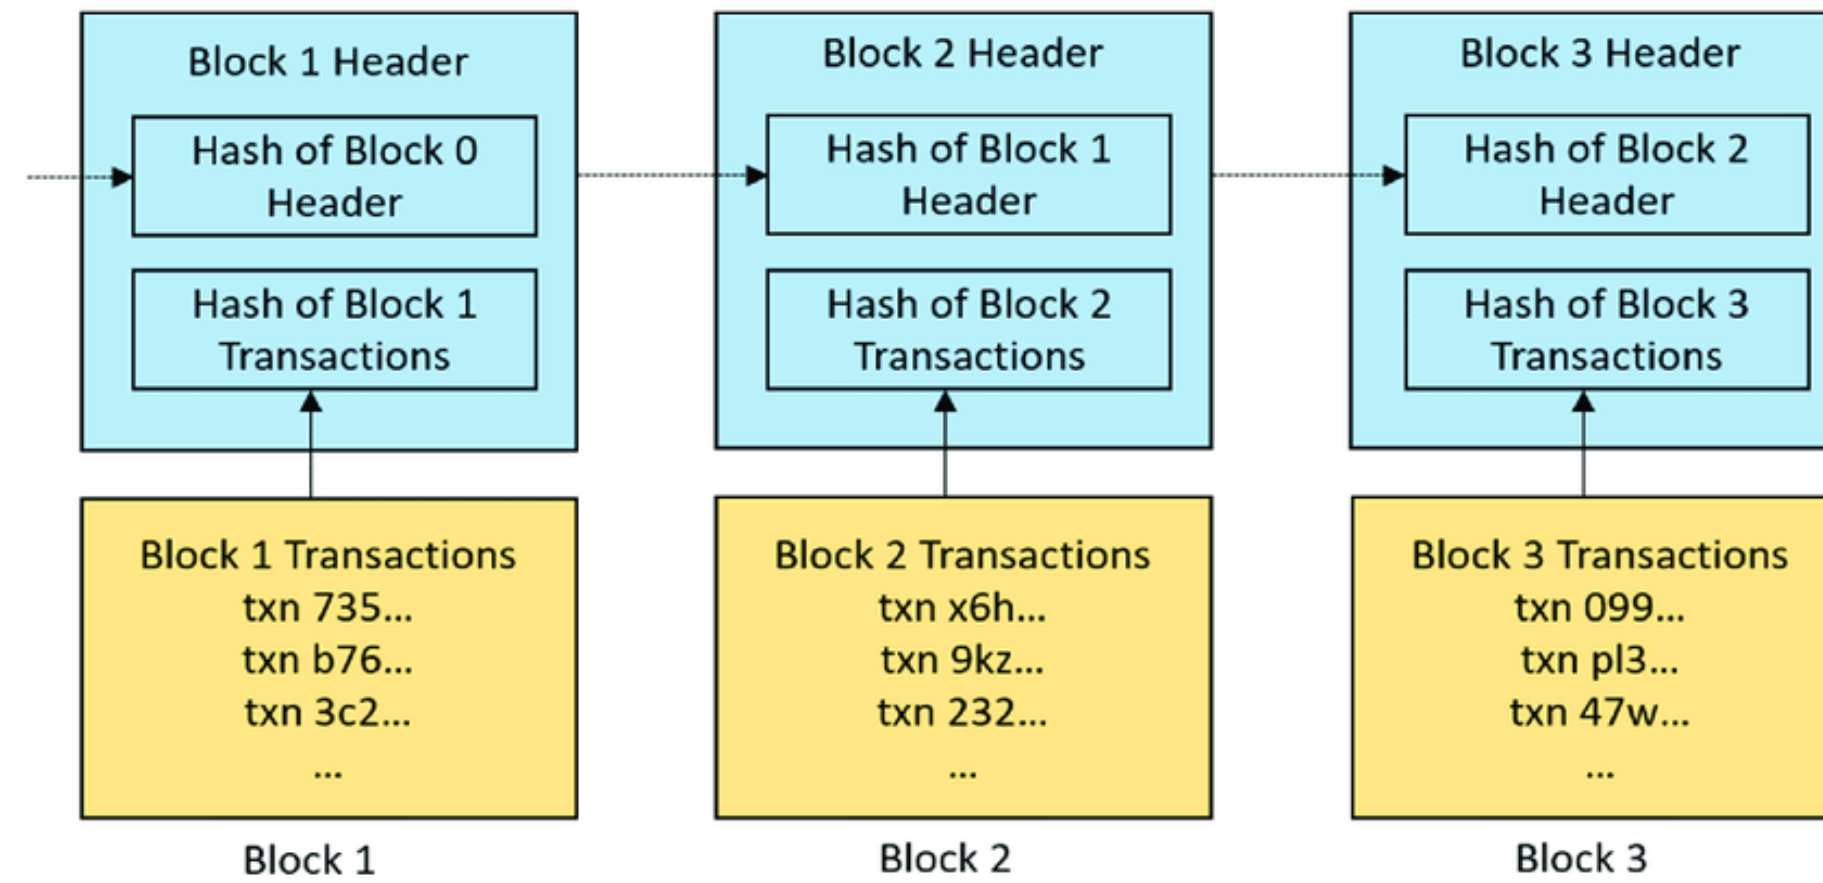 Block 1 Header
Hash of Block 0
Header
Hash of Block 1
Transactions
Block 1 Transactions
txn 735...
txn b76...
txn 3c2...
...
Block 1
Block 2 Header
Hash of Block 1
Header
Hash of Block 2
Transactions
Block 2 Transactions
txn x6h...
txn 9kz...
txn 232...
...
Block 2
Block 3 Header
Hash of Block 2
Header
Hash of Block 3
Transactions
Block 3 Transactions
txn 099...
txn pl3...
txn 47w...
...
Block 3